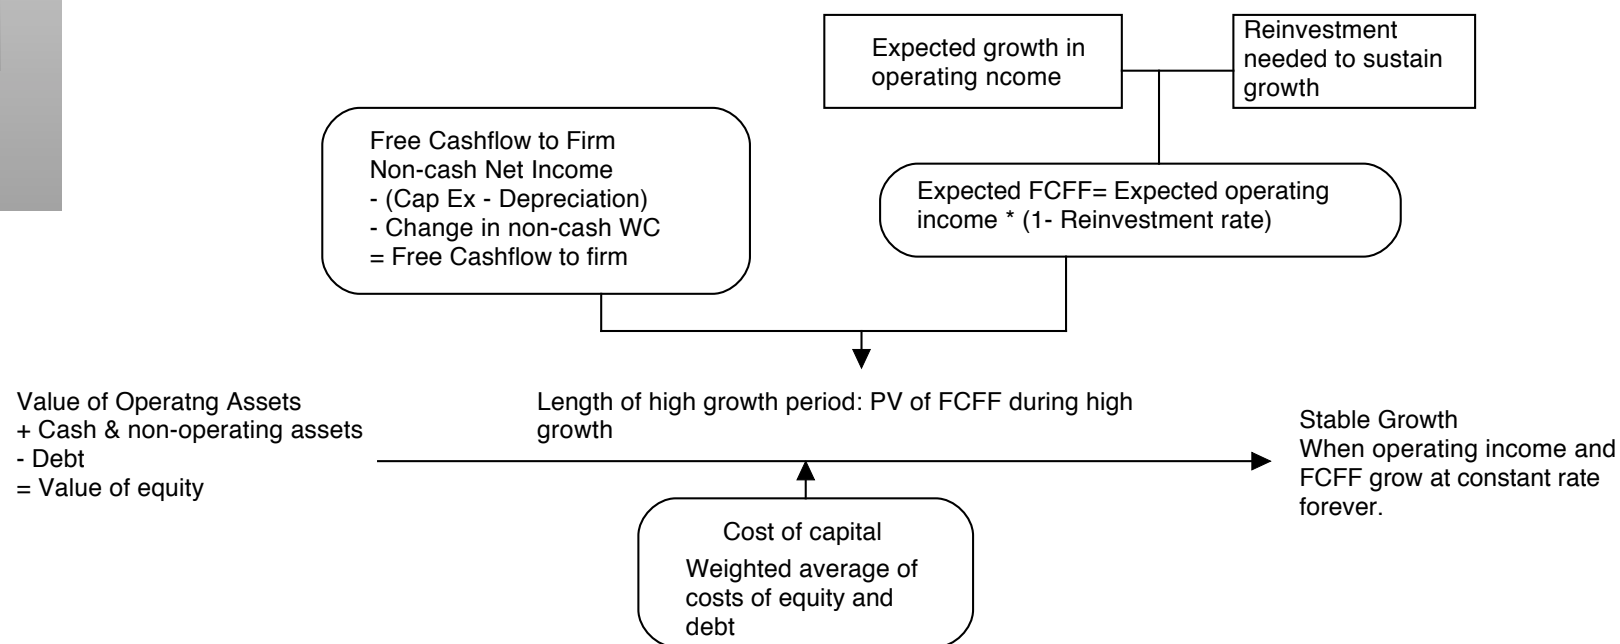 Expected growth in
operating ncome
Reinvestment
needed to sustain
growth
Free Cashflow to Firm
Non-cash Net Income
- (Cap Ex - Depreciation)
- Change in non-cash WC
= Free Cashflow to firm
Expected FCFF= Expected operating
income * (1- Reinvestment rate)
Value of Operatng Assets
+ Cash & non-operating assets
- Debt
= Value of equity
Length of high growth period: PV of FCFF during high
growth
Stable Growth
When operating income and
FCFF grow at constant rate
forever.
Cost of capital
Weighted average of
costs of equity and
debt